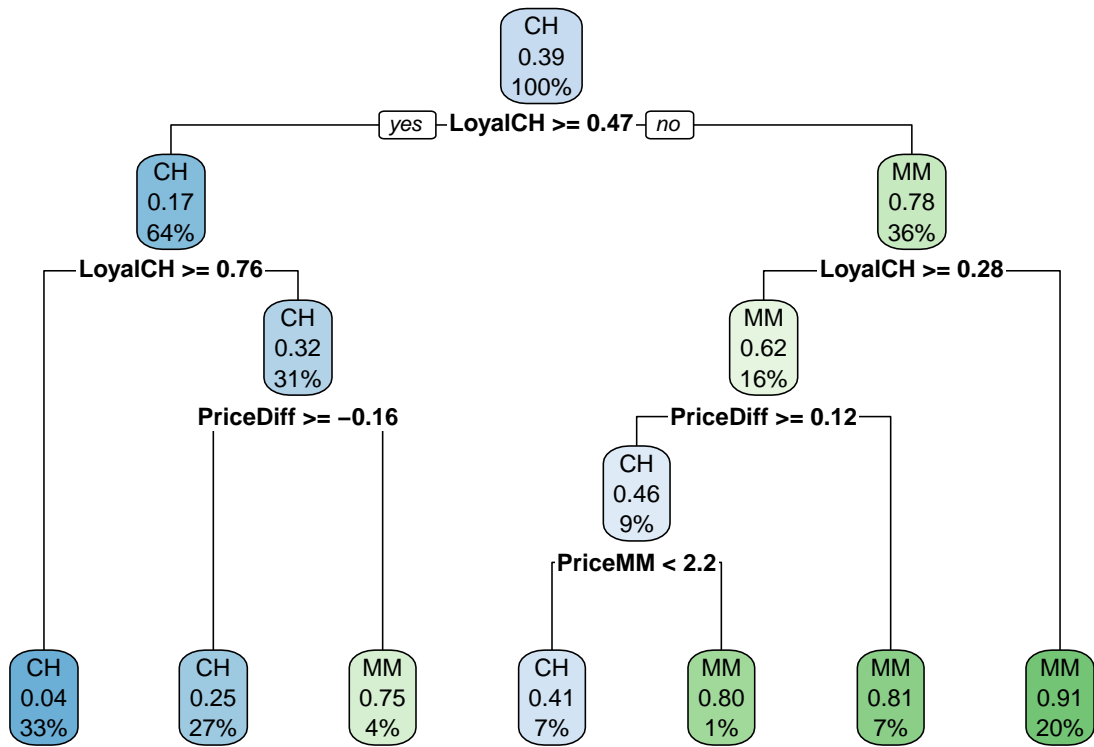 CH
0.39
100%
yes LoyalCH >= 0.47 no
CH
0.17
64%
MM
0.78
36%
LoyalCH >= 0.76
LoyalCH >= 0.28
CH
0.32
31%
MM
0.62
16%
PriceDiff >= −0.16
PriceDiff >= 0.12
CH
0.46
9%
PriceMM < 2.2
CH
0.04
33%
CH
0.25
27%
MM
0.75
4%
CH
0.41
7%
MM
0.80
1%
MM
0.81
7%
MM
0.91
20%